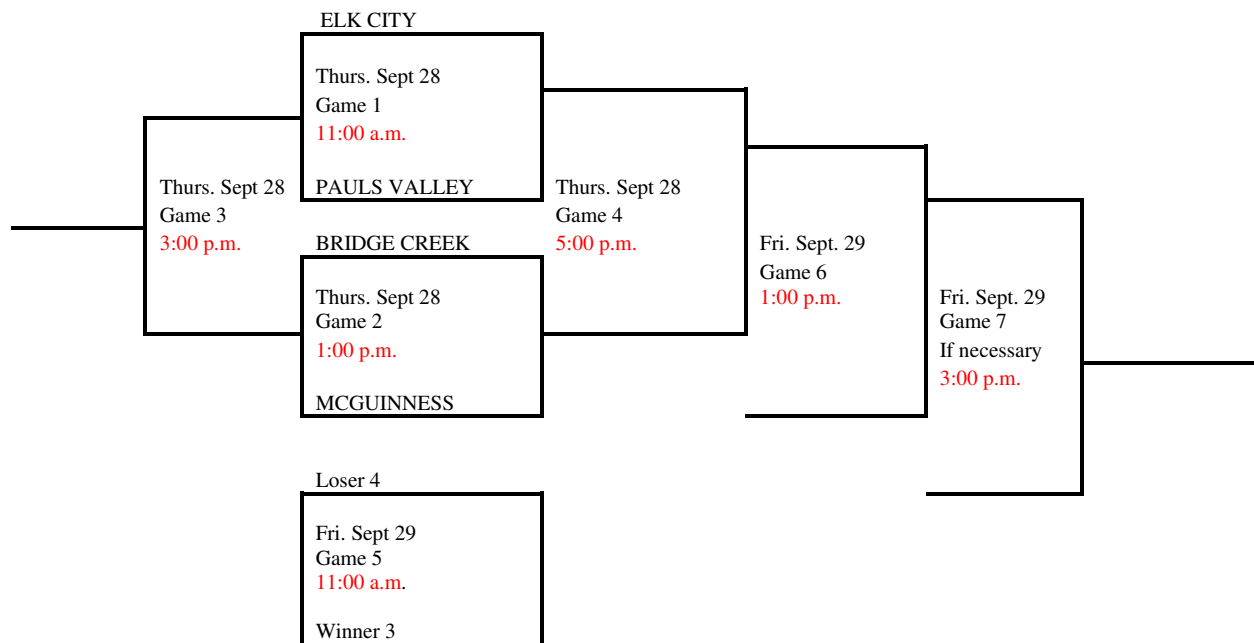 ELK CITY
Thurs. Sept 28
Game 1
11:00 a.m.
PAULS VALLEY
Thurs. Sept 28
Game 3
3:00 p.m.
Thurs. Sept 28
Game 4
5:00 p.m.
BRIDGE CREEK
Thurs. Sept 28
Game 2
1:00 p.m.
MCGUINNESS
Fri. Sept. 29
Game 6
1:00 p.m.
Fri. Sept. 29
Game 7
If necessary
3:00 p.m.
Loser 4
Fri. Sept 29
Game 5
11:00 a.m.
Winner 3